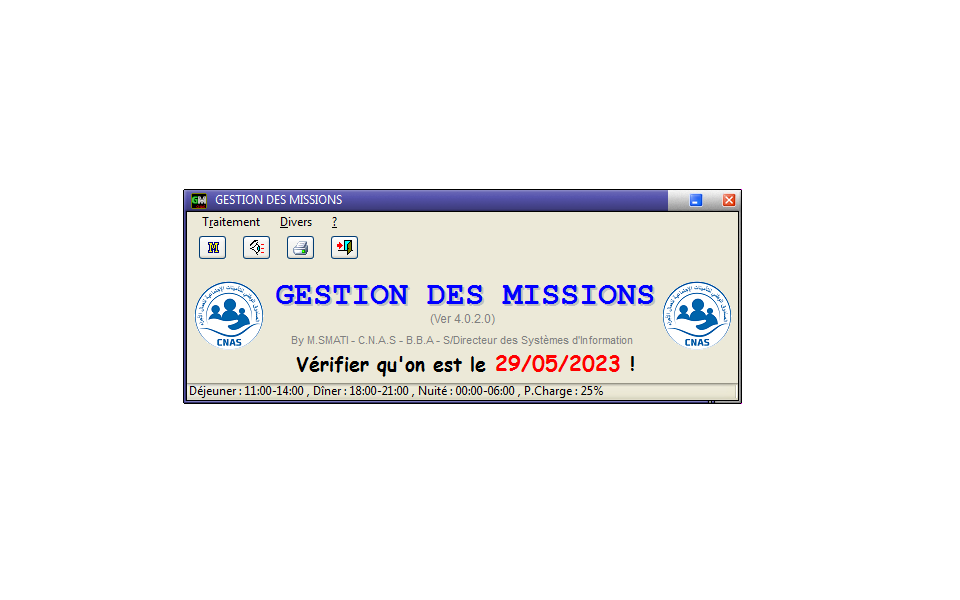 GM GESTION DES MISSIONS
Traitement Divers ?
M
GESTION DES MISSIONS
(Ver 4.0.2.0)
By M.SMATI - C.N.A.S - B.B.A - S/Directeur des Systèmes d'Information
CNAS
CNAS
Vérifier qu'on est le 29/05/2023 !
Déjeuner : 11:00-14:00 , Dîner : 18:00-21:00 , Nuité : 00:00-06:00 , P.Charge : 25%